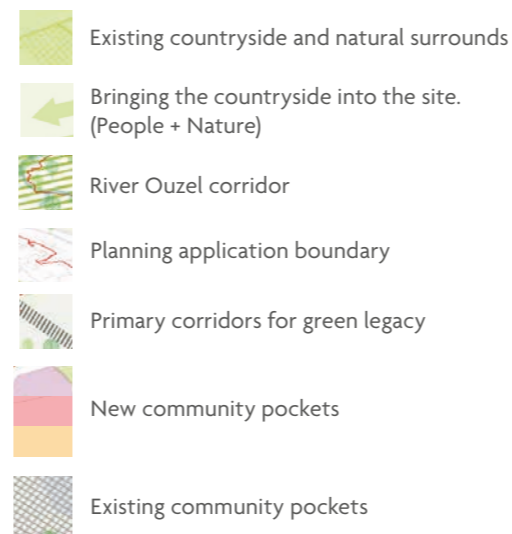 Existing countryside and natural surrounds
Bringing the countryside into the site.
(People + Nature)
River Ouzel corridor
Planning application boundary
Primary corridors for green legacy
New community pockets
Existing community pockets